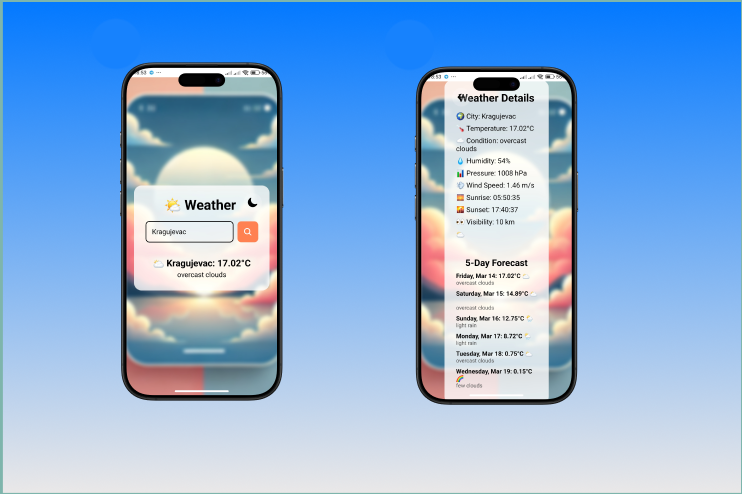 Weather
Kragujevac
Kragujevac: 17.02°C
overcast clouds
Weather Details
City: Kragujevac
Temperature: 17.02°C
Condition: overcast
clouds
Humidity: 54%
Pressure: 1008 hPa
Wind Speed: 1.46 m/s
Sunrise: 05:50:35
Sunset: 17:40:37
Visibility: 10 km
5-Day Forecast
Friday, Mar 14: 17.02°C
overcast clouds
Saturday, Mar 15: 14.89°C
overcast clouds
Sunday, Mar 16: 12.75°C
light rain
Monday, Mar 17: 8.72°C
light rain
Tuesday, Mar 18: 0.75°C
overcast clouds
Wednesday, Mar 19: 0.15°C
few clouds